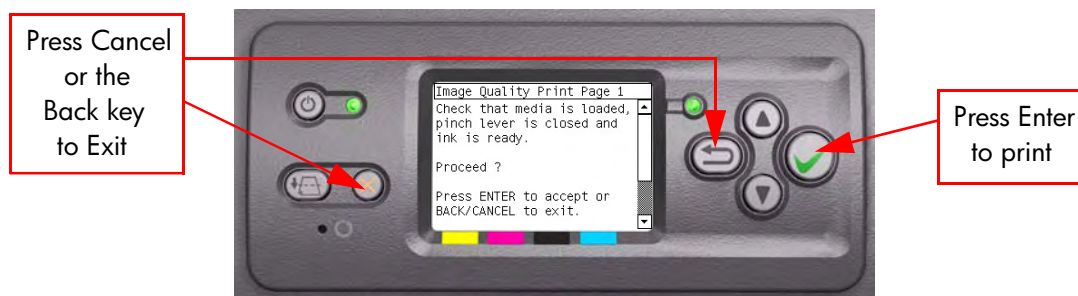 Press Cancel
or the
Back key
to Exit
Image Quality Print Page 1
Check that media is loaded,
pinch lever is closed and
ink is ready.
Proceed ?
Press ENTER to accept or
BACK/CANCEL to exit.
Press Enter
to print